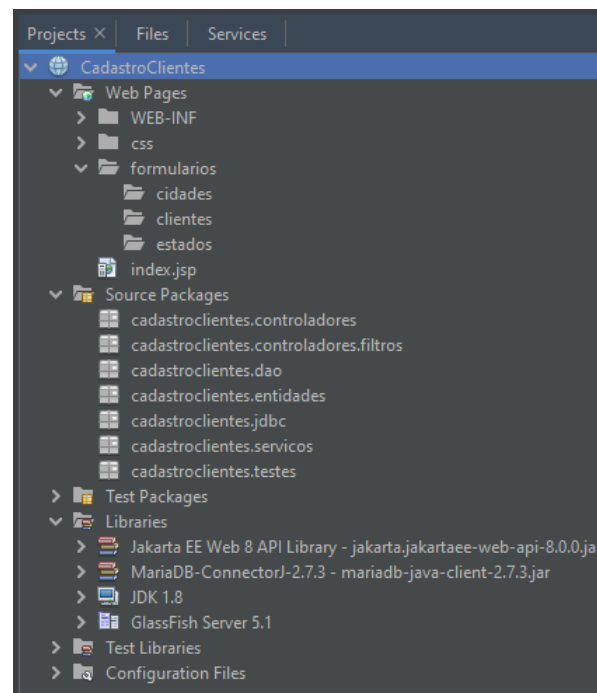 Projects × Files Services
CadastroClientes
Web Pages
WEB-INF
css
formularios
cidades
clientes
estados
index.jsp
Source Packages
cadastroclientes.controladores
cadastroclientes.controladores.filtros
cadastroclientes.dao
cadastroclientes.entidades
cadastroclientes.jdbc
cadastroclientes.servicos
cadastroclientes.testes
Test Packages
Libraries
Jakarta EE Web 8 API Library - jakarta.jakartaee-web-api-8.0.0.ja
MariaDB-ConnectorJ-2.7.3 - mariadb-java-client-2.7.3.jar
JDK 1.8
GlassFish Server 5.1
Test Libraries
Configuration Files